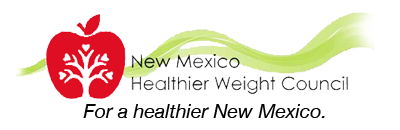 New Mexico
Healthier Weight Council
For a healthier New Mexico.